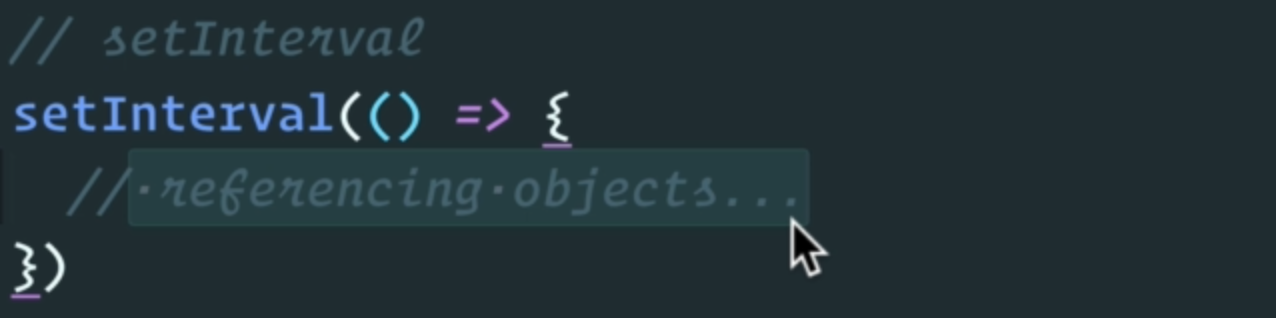 // setInterval
setInterval(() => {
  // referencing objects...
})